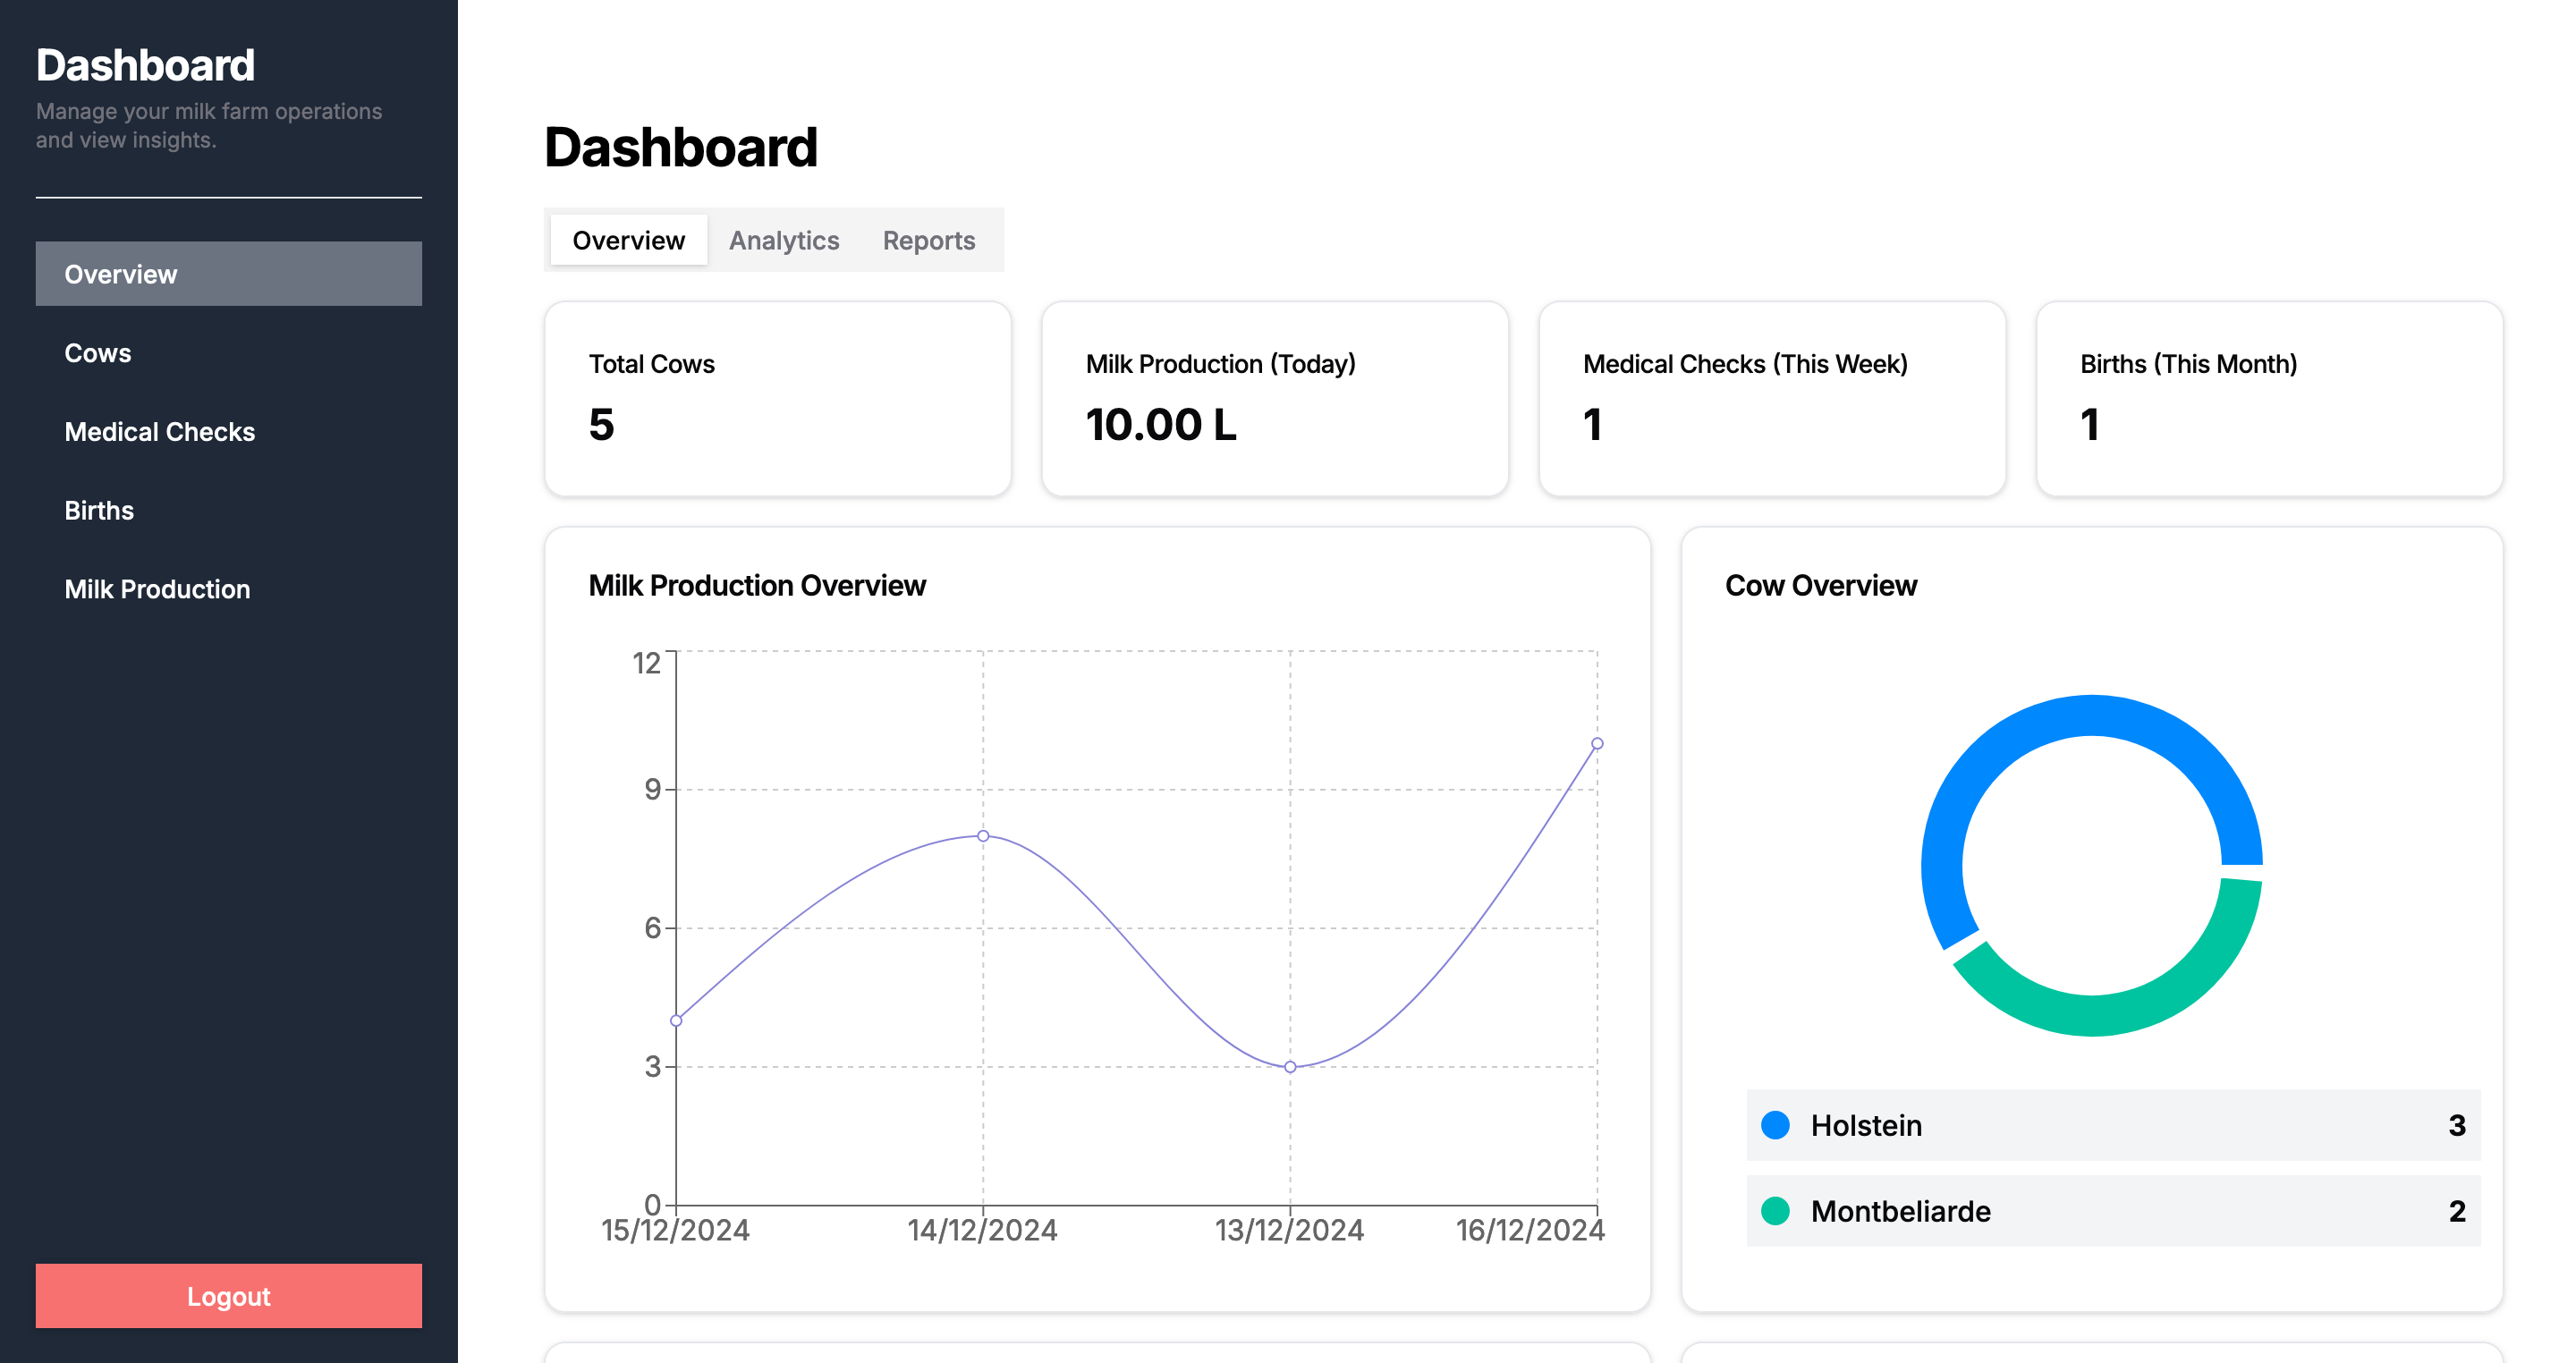 Dashboard
Manage your milk farm operations
and view insights.
Overview
Cows
Medical Checks
Births
Milk Production
Logout
Dashboard
Overview
Analytics
Reports
Total Cows
5
Milk Production (Today)
10.00 L
Medical Checks (This Week)
1
Births (This Month)
1
Milk Production Overview
12
9
6
3
0
15/12/2024
14/12/2024
13/12/2024
16/12/2024
Cow Overview
Holstein 3
Montbeliarde 2